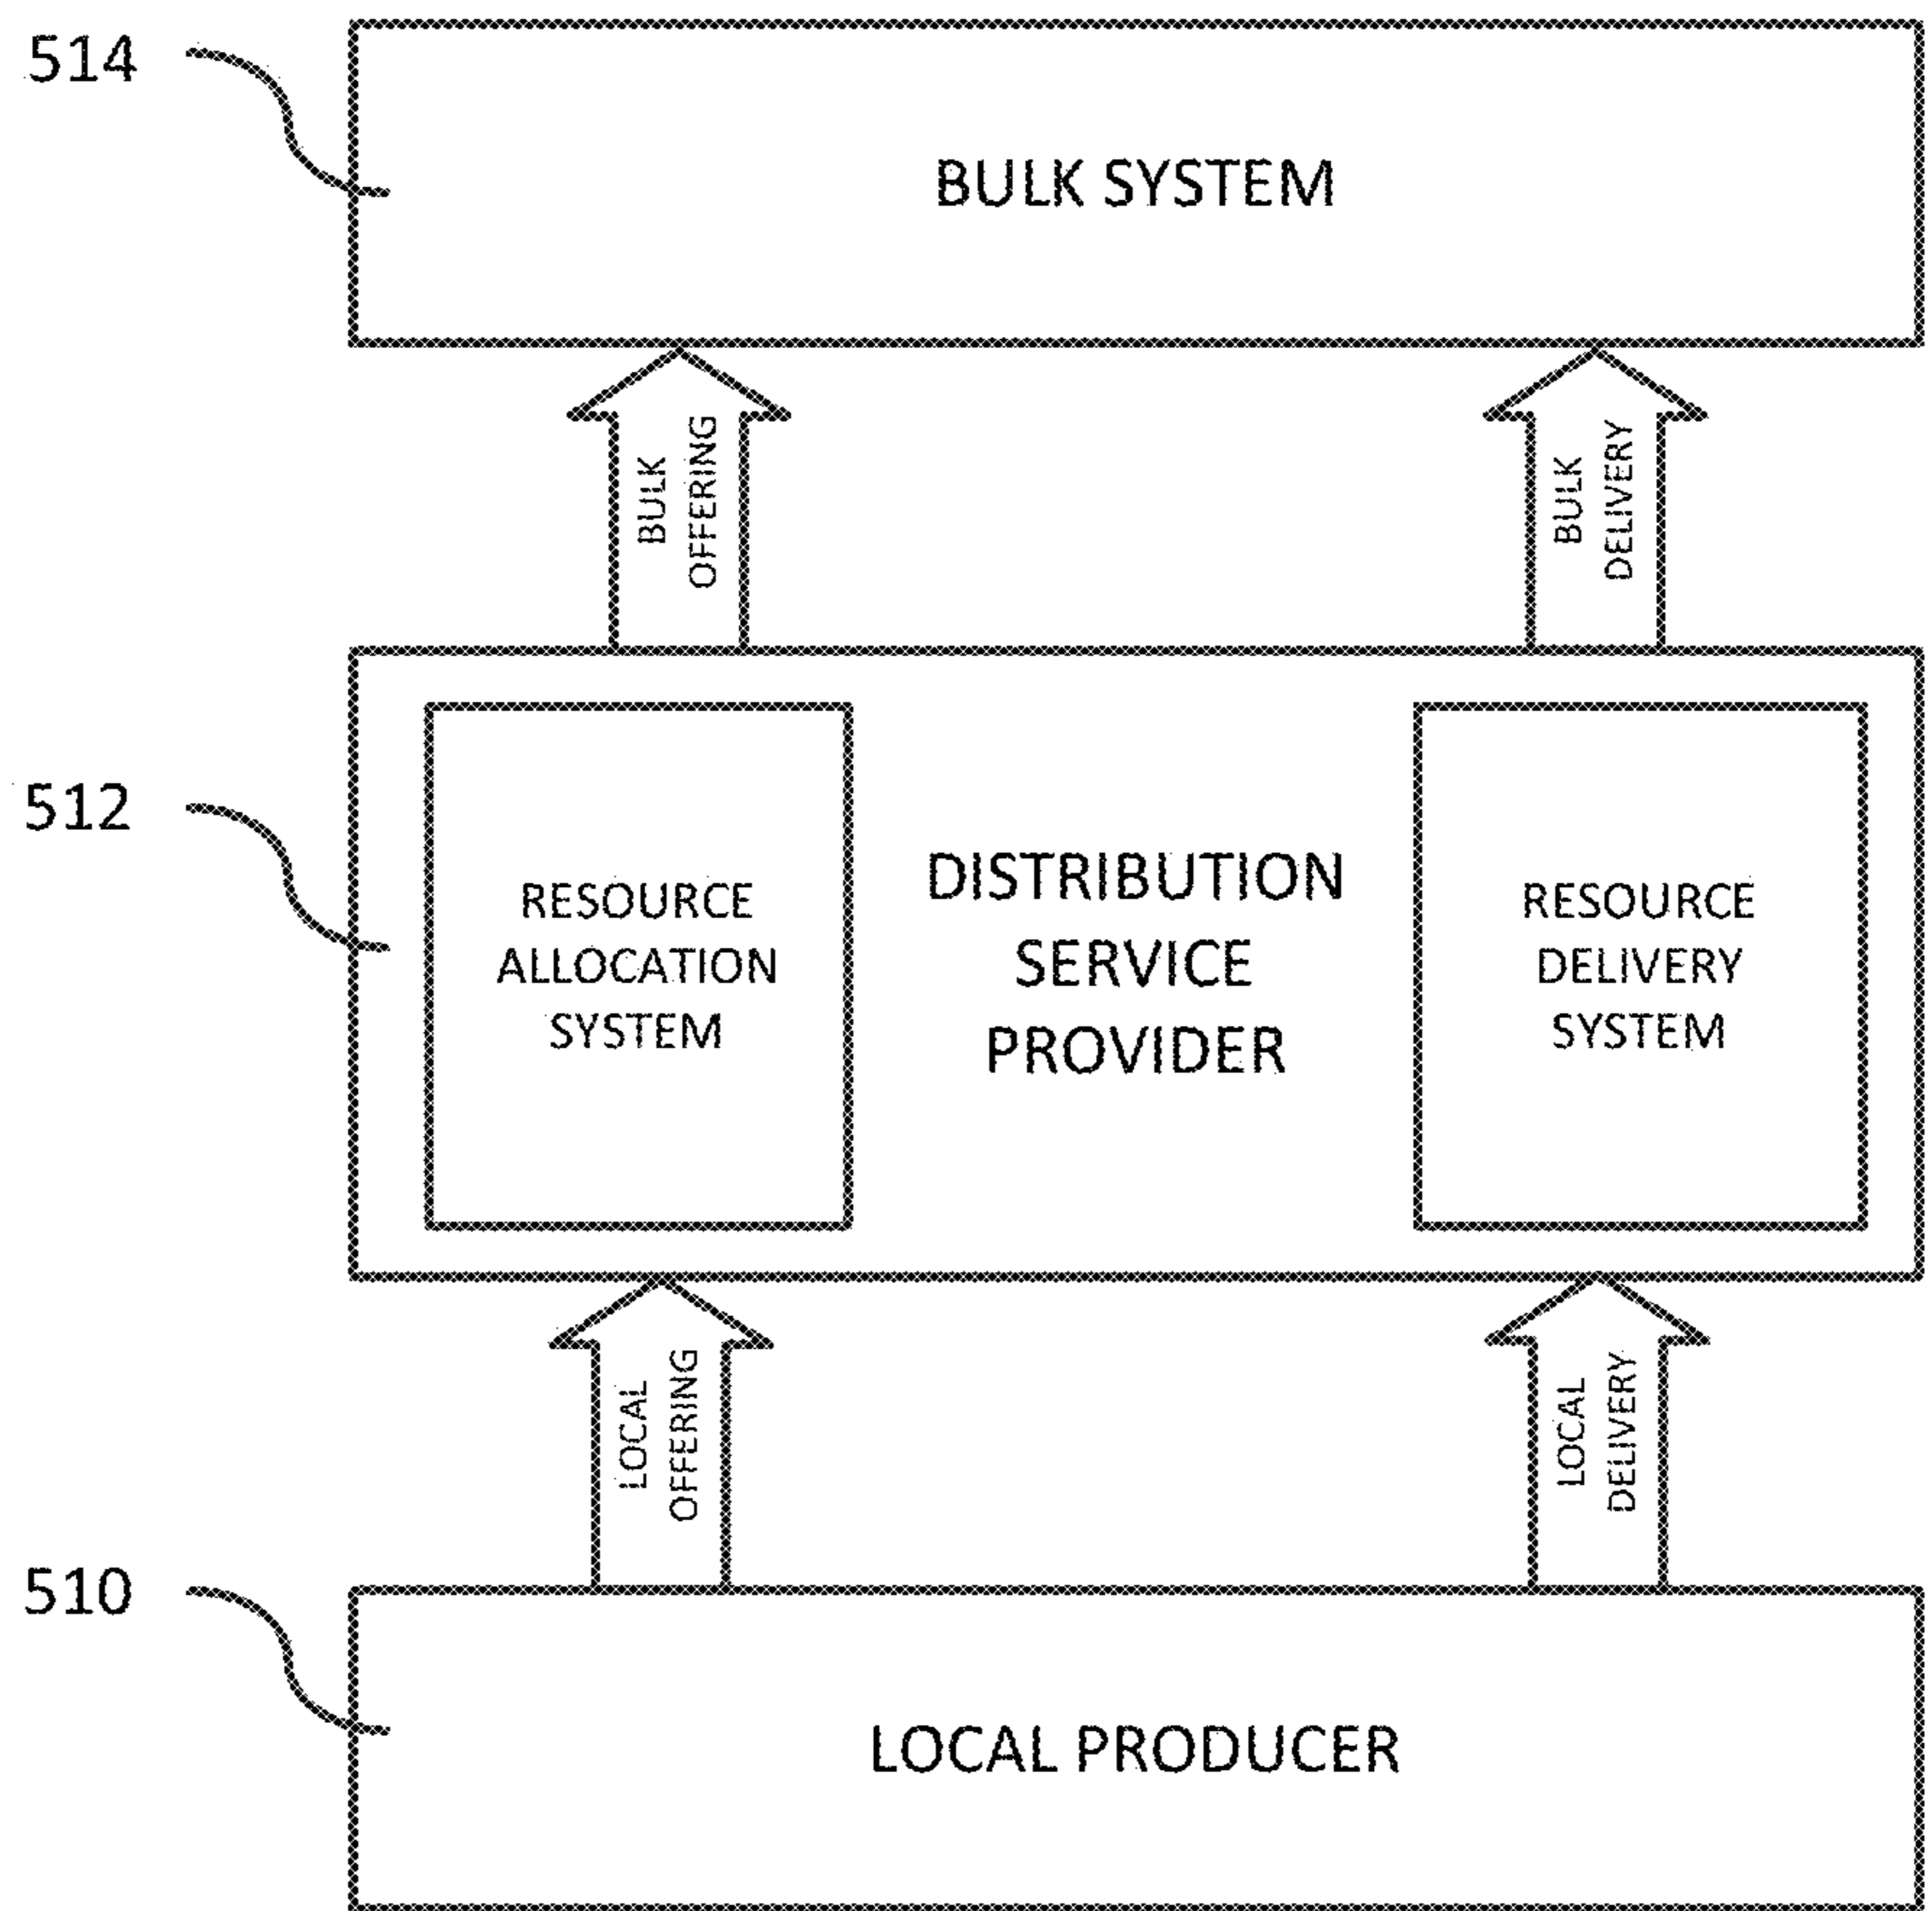 514
BULK SYSTEM
BULK
OFFERING
BULK
DELIVERY
512
RESOURCE
ALLOCATION
SYSTEM
DISTRIBUTION
SERVICE
PROVIDER
RESOURCE
DELIVERY
SYSTEM
LOCAL
OFFERING
LOCAL
DELIVERY
510
LOCAL PRODUCER